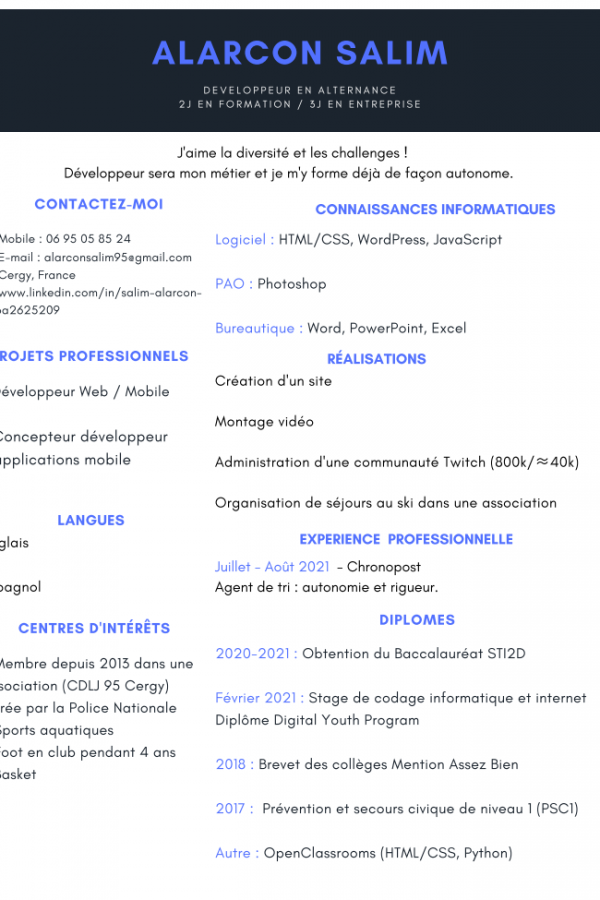 ALARCON SALIM
DEVELOPPEUR EN ALTERNANCE
2J EN FORMATION / 3J EN ENTREPRISE
J'aime la diversité et les challenges !
Développeur sera mon métier et je m'y forme déjà de façon autonome.
CONTACTEZ-MOI
Mobile : 06 95 05 85 24
E-mail : alarconsalim95@gmail.com
Cergy, France
www.linkedin.com/in/salim-alarcon-
ba2625209
ROJETS PROFESSIONNELS
Développeur Web / Mobile
Concepteur développeur
applications mobile
LANGUES
glais
pagnol
CENTRES D'INTÉRÊTS
Membre depuis 2013 dans une
sociation (CDLJ 95 Cergy)
rée par la Police Nationale
Sports aquatiques
Foot en club pendant 4 ans
Basket
CONNAISSANCES INFORMATIQUES
Logiciel : HTML/CSS, WordPress, JavaScript
PAO : Photoshop
Bureautique : Word, PowerPoint, Excel
RÉALISATIONS
Création d'un site
Montage vidéo
Administration d'une communauté Twitch (800k/≈40k)
Organisation de séjours au ski dans une association
EXPERIENCE PROFESSIONNELLE
Juillet - Août 2021 - Chronopost
Agent de tri : autonomie et rigueur.
DIPLOMES
2020-2021 : Obtention du Baccalauréat STI2D
Février 2021 : Stage de codage informatique et internet
Diplôme Digital Youth Program
2018 : Brevet des collèges Mention Assez Bien
2017 : Prévention et secours civique de niveau 1 (PSC1)
Autre : OpenClassrooms (HTML/CSS, Python)